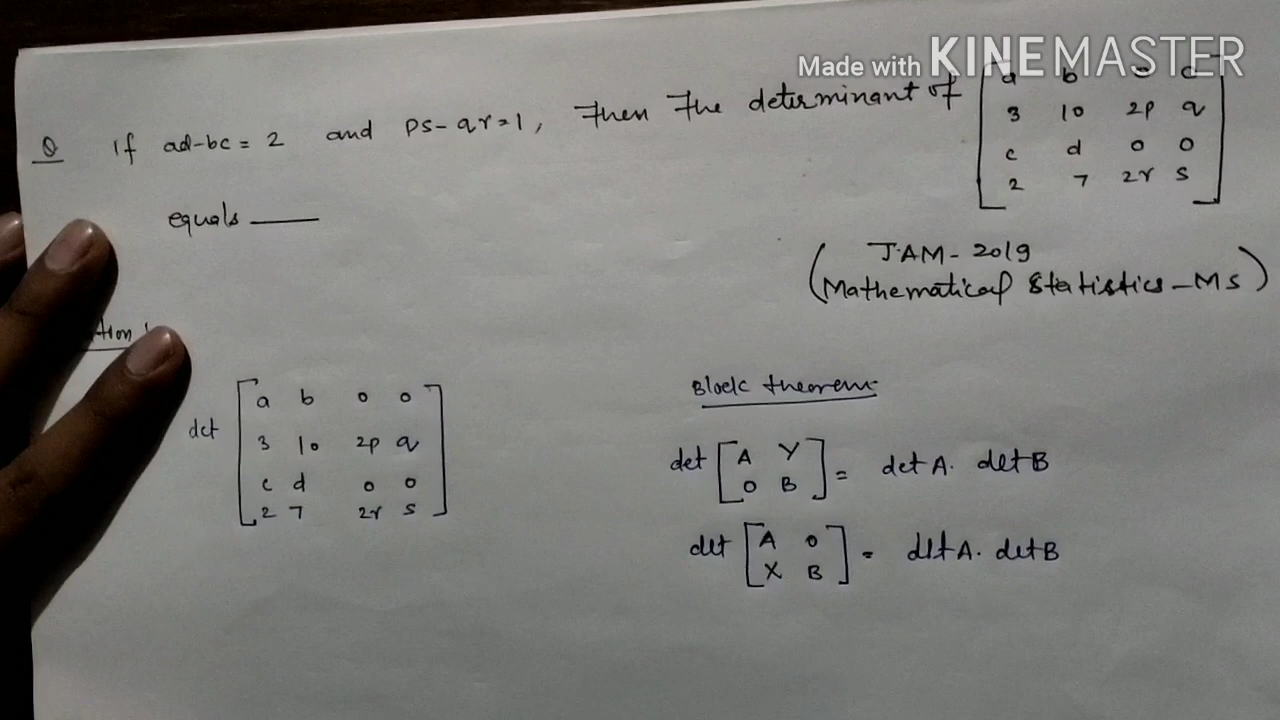 Made with KINEMASTER
Q If ad-bc = 2 and ps-qr=1, Then The determinant of
a b 0 c
3 10 2p q
c d 0 0
2 7 2r s
equals ____
(JAM-2019
Mathematical Statistics-MS)
det
a b 0 0
3 10 2p q
c d 0 0
2 7 2r s
Block theorem
det [A Y
0 B] = det A. det B
det [A 0
X B] = det A. det B